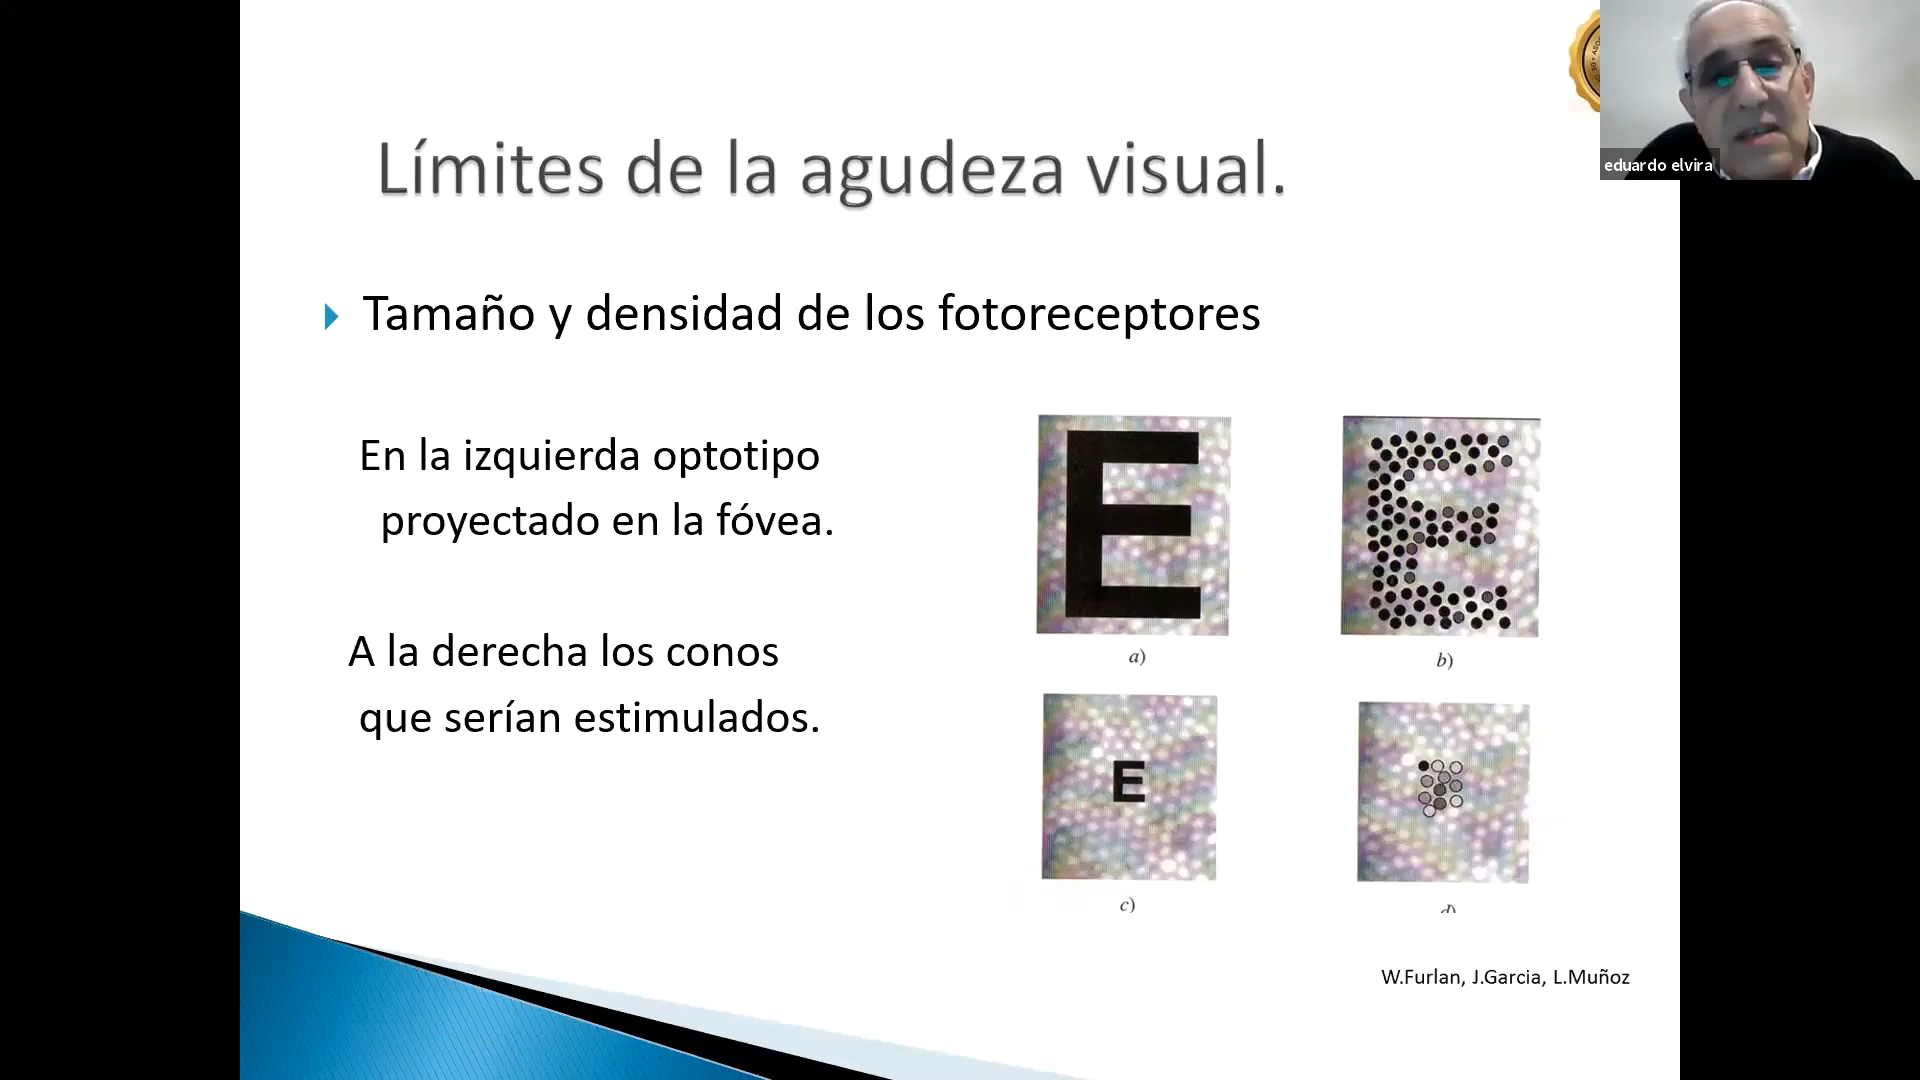 Límites de la agudeza visual.
eduardo elvira
Tamaño y densidad de los fotoreceptores
En la izquierda optotipo
proyectado en la fóvea.
A la derecha los conos
que serían estimulados.
E
a)
b)
E
c)
d)
W.Furlan, J.Garcia, L.Muñoz